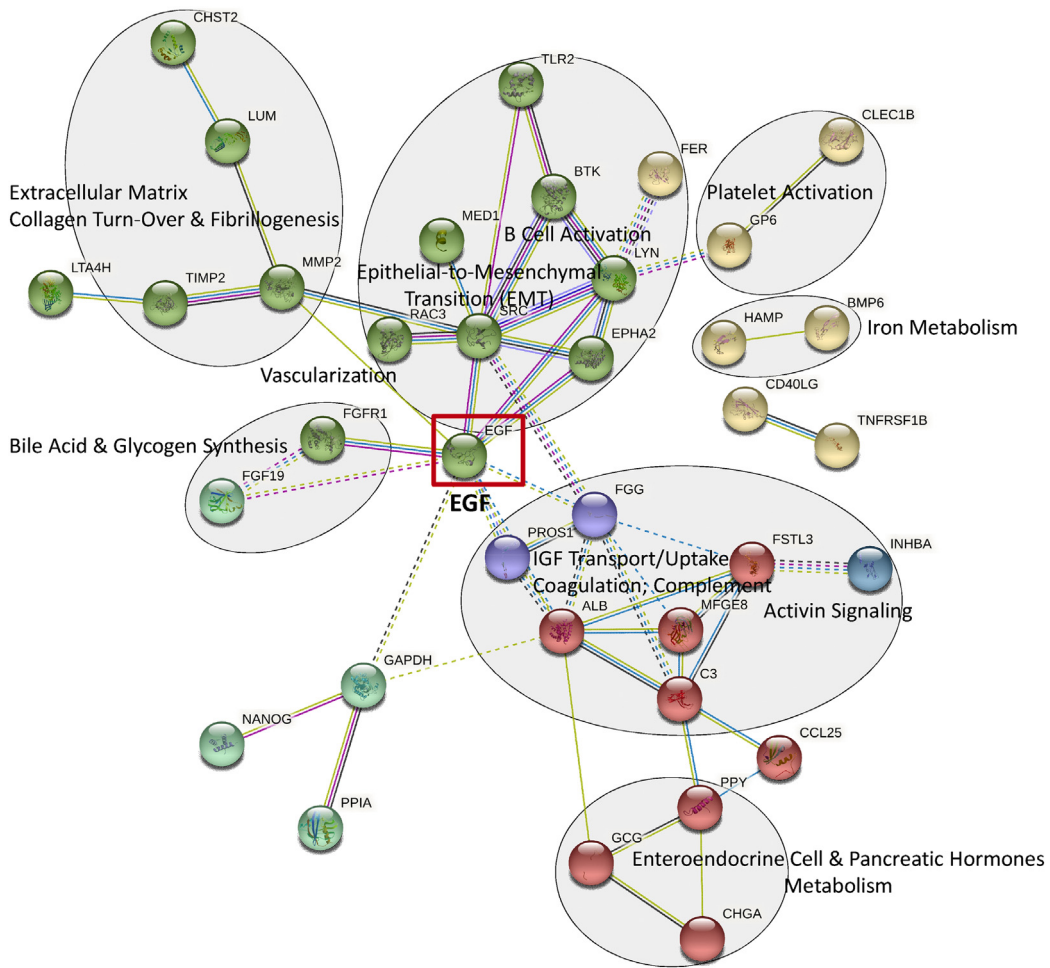 CHST2
TLR2
LUM
CLEC1B
FER
Extracellular Matrix
Collagen Turn-Over & Fibrillogenesis
BTK
Platelet Activation
MED1
GP6
B Cell Activation
LYN
LTA4H
TIMP2
MMP2
Epithelial-to-Mesenchymal
Transition (EMT)
RAC3
SRC
EPHA2
HAMP
BMP6
Iron Metabolism
Vascularization
CD40LG
TNFRSF1B
FGFR1
EGF
Bile Acid & Glycogen Synthesis
FGF19
EGF
FGG
PROS1
FSTL3
INHBA
IGF Transport/Uptake
Coagulation; Complement
ALB
MFGE8
Activin Signaling
GAPDH
C3
NANOG
CCL25
PPIA
PPY
GCG
Enteroendocrine Cell & Pancreatic Hormones
Metabolism
CHGA